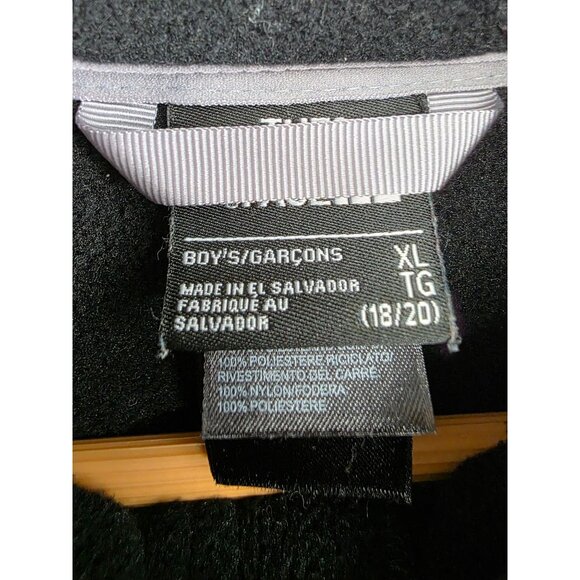 BOY'S/GARÇONS
XL
TG
(18/20)
MADE IN EL SALVADOR
FABRIQUÉ AU
SALVADOR
100% POLIESTERE RICICLATO/
RIVESTIMENTO DEL CARRÉ
100% NYLON/FODERA
100% POLIESTERE